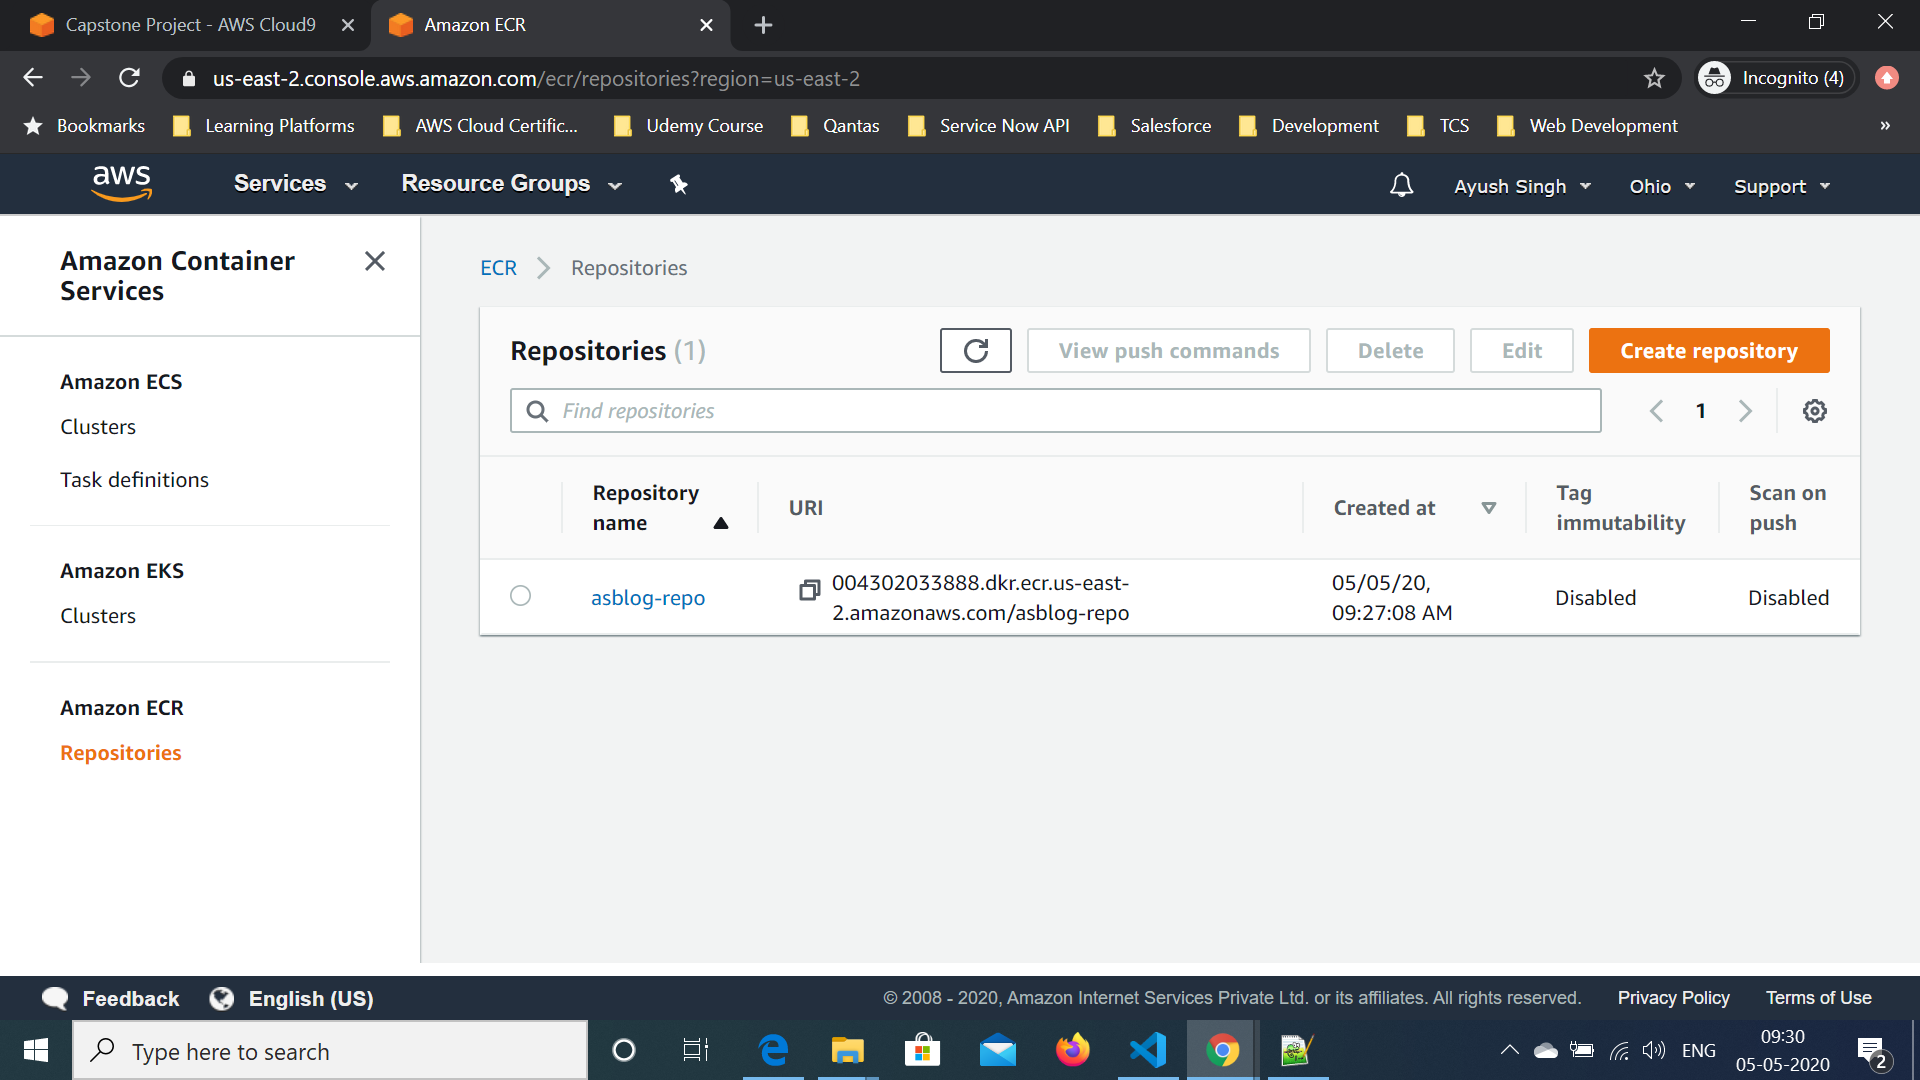 Capstone Project - AWS Cloud9
Amazon ECR
us-east-2.console.aws.amazon.com/ecr/repositories?region=us-east-2
Incognito (4)
Bookmarks
Learning Platforms
AWS Cloud Certific...
Udemy Course
Qantas
Service Now API
Salesforce
Development
TCS
Web Development
»
aws
Services
Resource Groups
Ayush Singh
Ohio
Support
Amazon Container
Services
Amazon ECS
Clusters
Task definitions
Amazon EKS
Clusters
Amazon ECR
Repositories
ECR
Repositories
Repositories (1)
View push commands
Delete
Edit
Create repository
Find repositories
1
Repository
name
URI
Created at
Tag
immutability
Scan on
push
asblog-repo
004302033888.dkr.ecr.us-east-
2.amazonaws.com/asblog-repo
05/05/20,
09:27:08 AM
Disabled
Disabled
Feedback
English (US)
© 2008 - 2020, Amazon Internet Services Private Ltd. or its affiliates. All rights reserved.
Privacy Policy
Terms of Use
Type here to search
ENG
09:30
05-05-2020
2